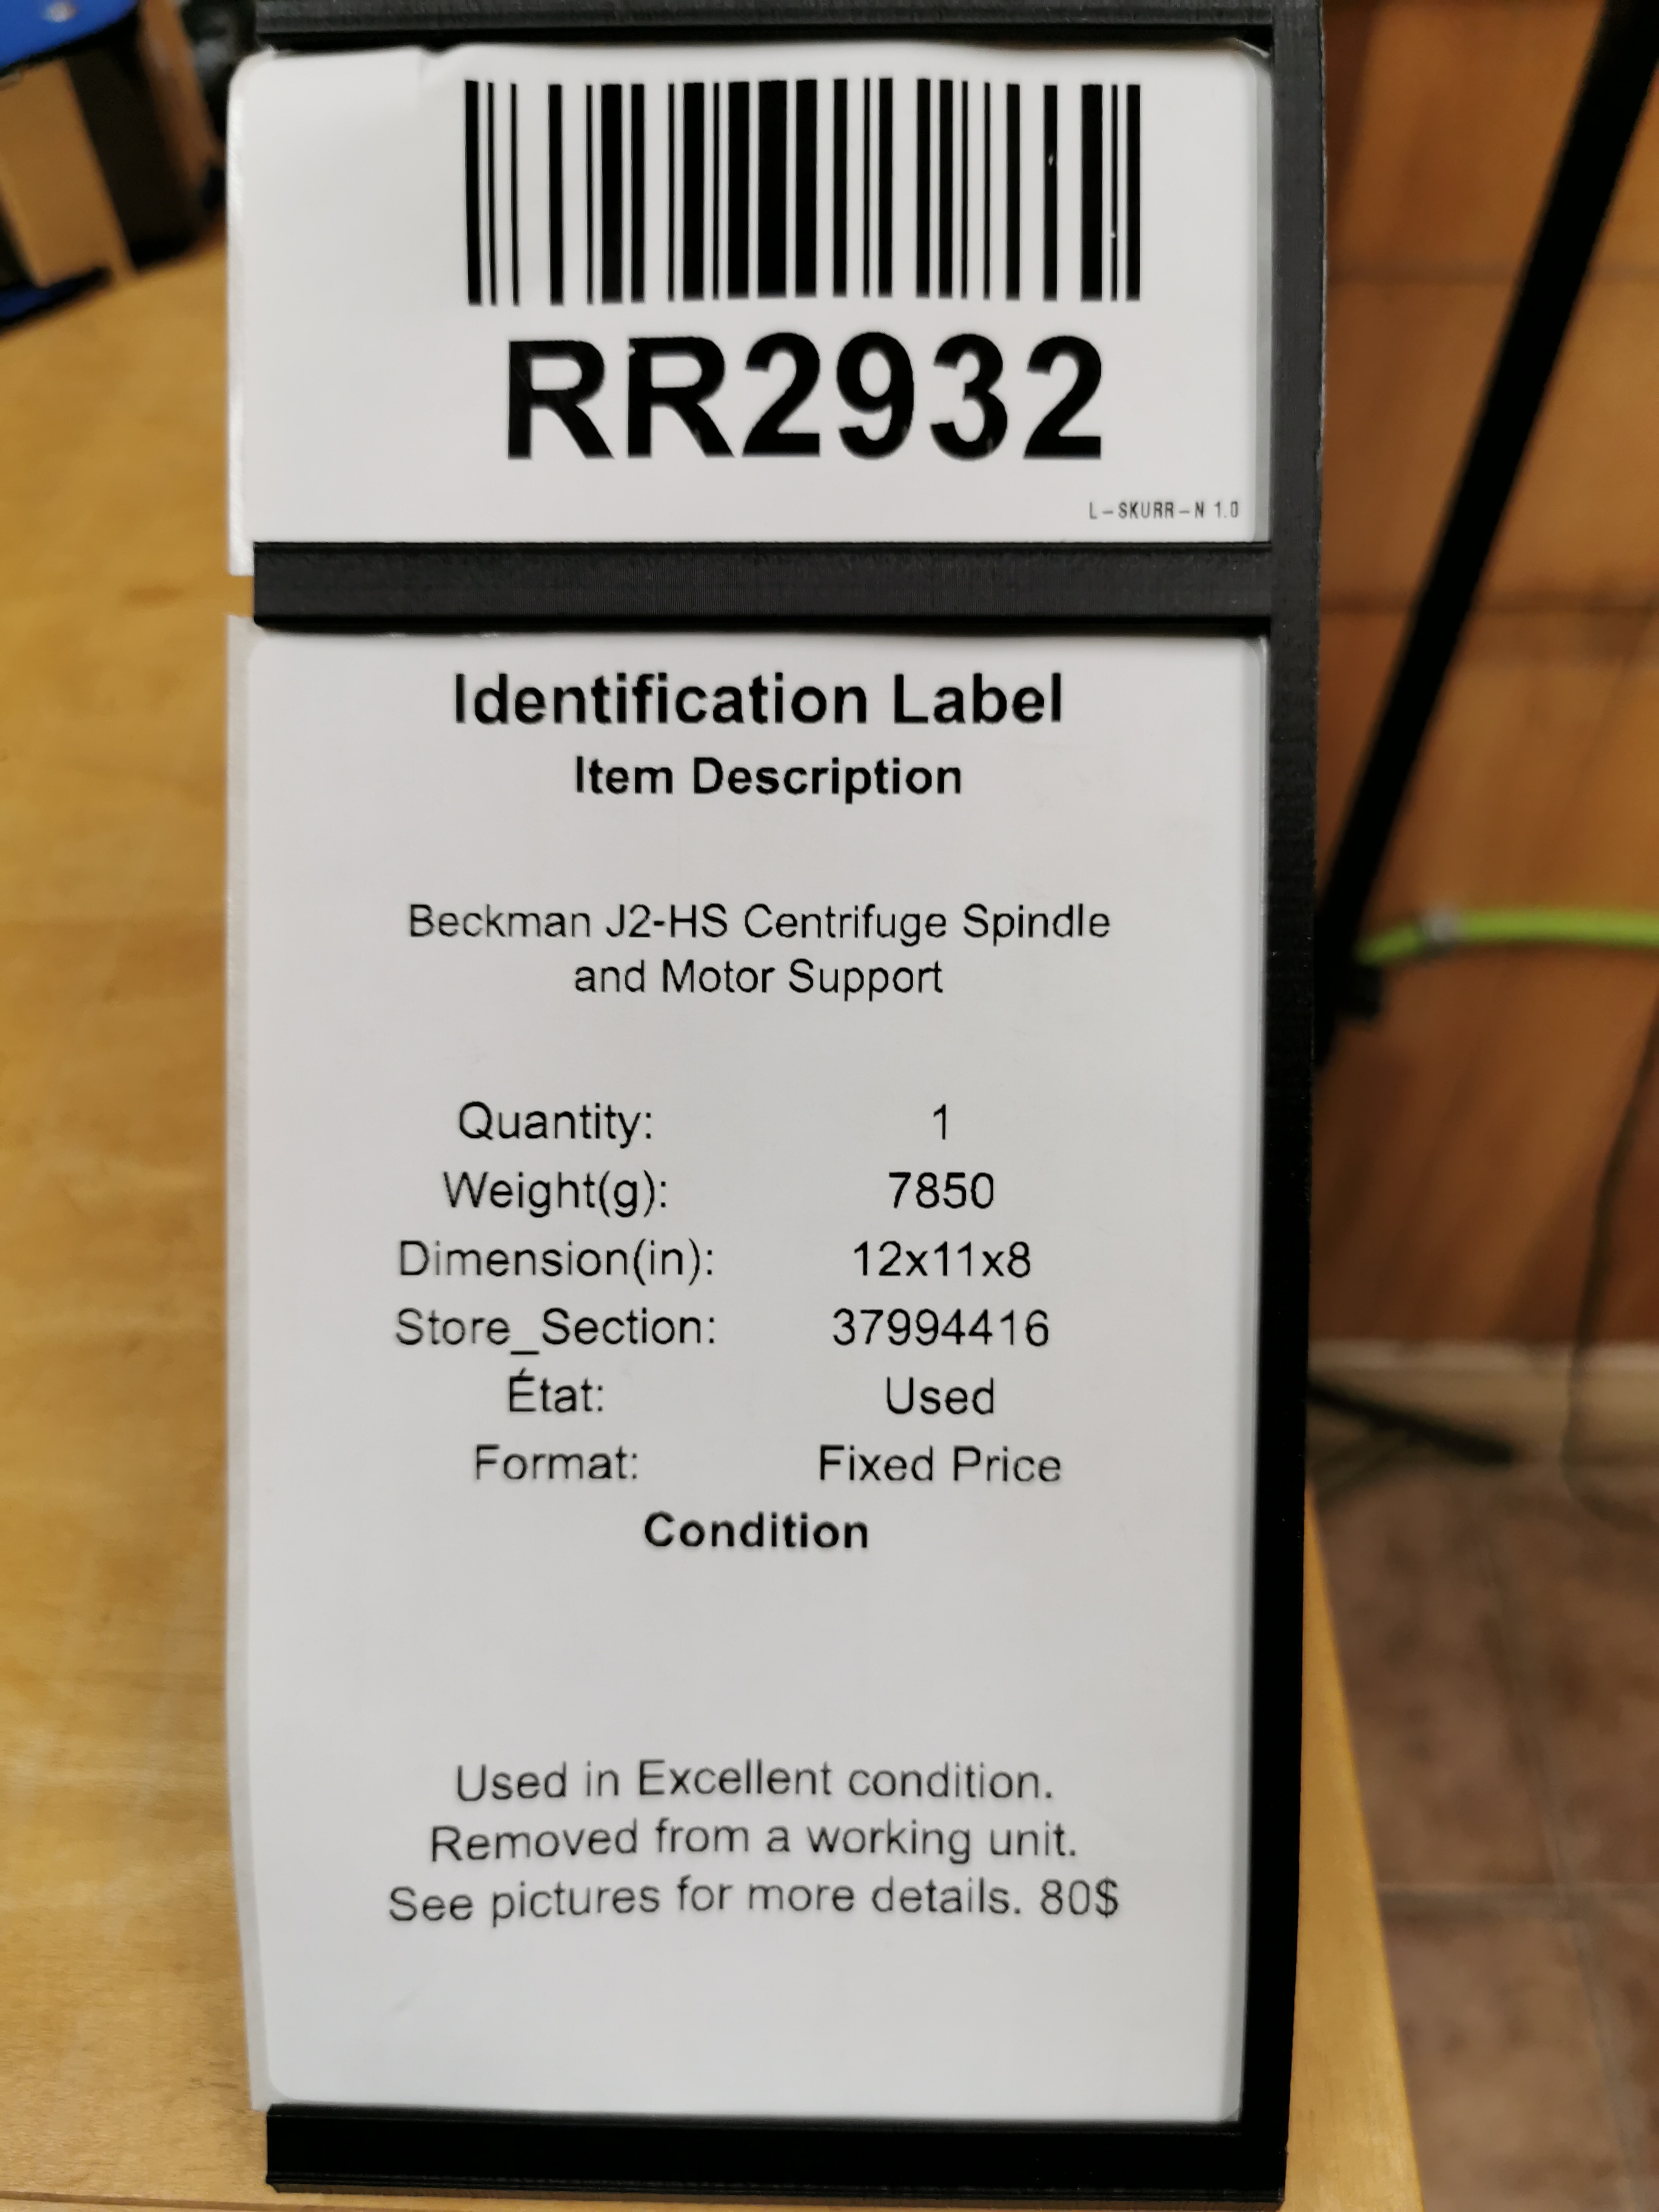 RR2932
L-SKURR-N 1.0
Identification Label
Item Description
Beckman J2-HS Centrifuge Spindle
and Motor Support
Quantity: 1
Weight(g): 7850
Dimension(in): 12x11x8
Store_Section: 37994416
État: Used
Format: Fixed Price
Condition
Used in Excellent condition.
Removed from a working unit.
See pictures for more details. 80$